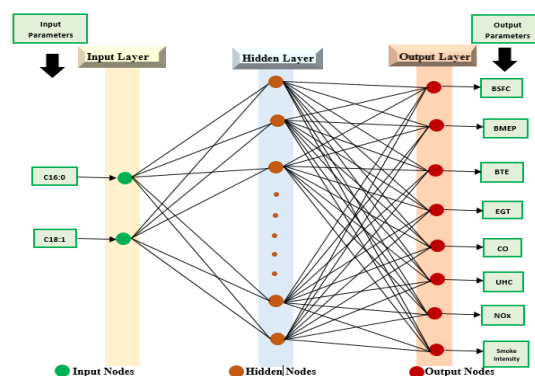 Input
Parameters
Output
Parameters
Input Layer
Hidden Layer
Output Layer
BSFC
BMEP
BTE
C16:0
EGT
C18:1
CO
UHC
NOx
Smoke
Intensity
Input Nodes
Hidden Nodes
Output Nodes